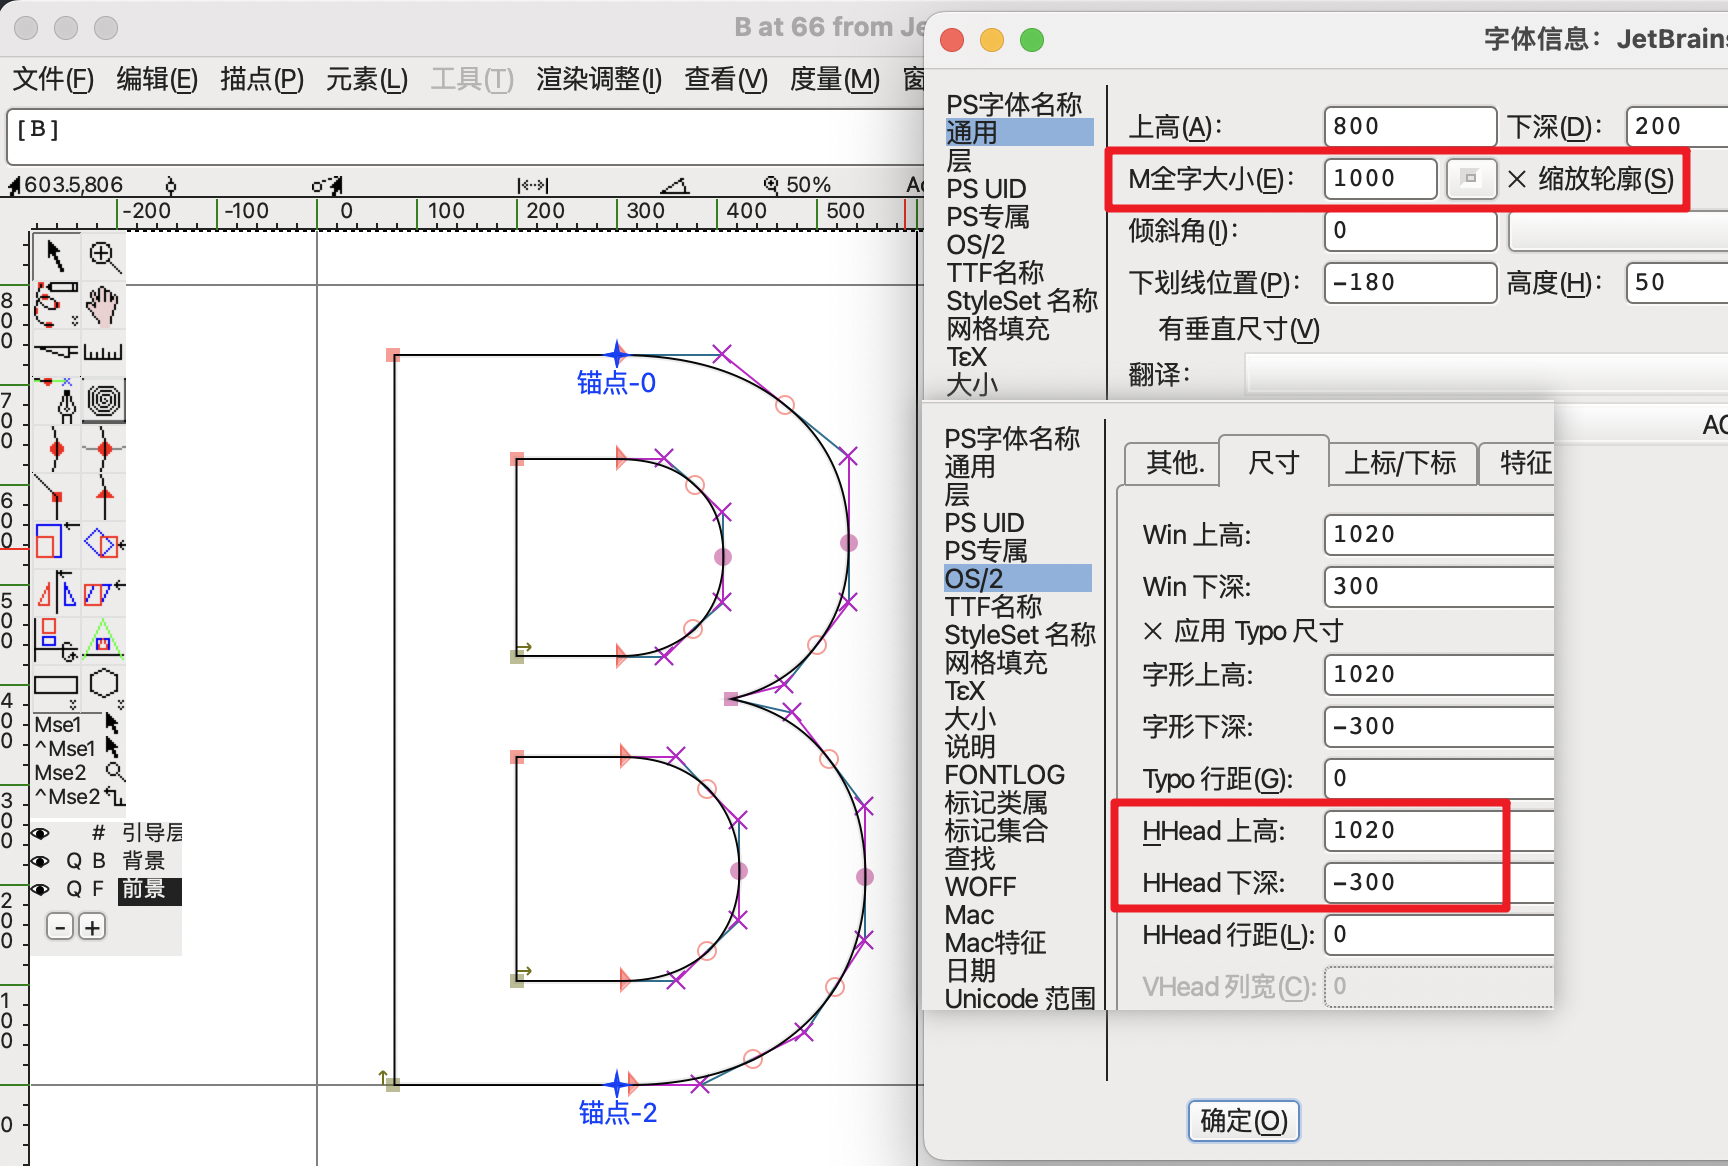 B at 66 from Je
文件(F) 编辑(E) 描点(P) 元素(L) 工具(T) 渲染调整(I) 查看(V) 度量(M) 窗
[B]
603.5,806 50% Ac
-200 -100 0 100 200 300 400 500
800
700
600
500
400
300
200
100
0
锚点-0
锚点-2
Mse1
^Mse1
Mse2
^Mse2
# 引导层
Q B 背景
Q F 前景
- +
字体信息： JetBrains
PS字体名称
通用
层
PS UID
PS专属
OS/2
TTF名称
StyleSet 名称
网格填充
TεX
大小
上高(A): 800 下深(D): 200
M全字大小(E): 1000 × 缩放轮廓(S)
倾斜角(I): 0
下划线位置(P): -180 高度(H): 50
有垂直尺寸(V)
翻译:
AC
PS字体名称
通用
层
PS UID
PS专属
OS/2
TTF名称
StyleSet 名称
网格填充
TεX
大小
说明
FONTLOG
标记类属
标记集合
查找
WOFF
Mac
Mac特征
日期
Unicode 范围
其他. 尺寸 上标/下标 特征
Win 上高: 1020
Win 下深: 300
× 应用 Typo 尺寸
字形上高: 1020
字形下深: -300
Typo 行距(G): 0
HHead 上高: 1020
HHead 下深: -300
HHead 行距(L): 0
VHead 列宽(C): 0
确定(O)